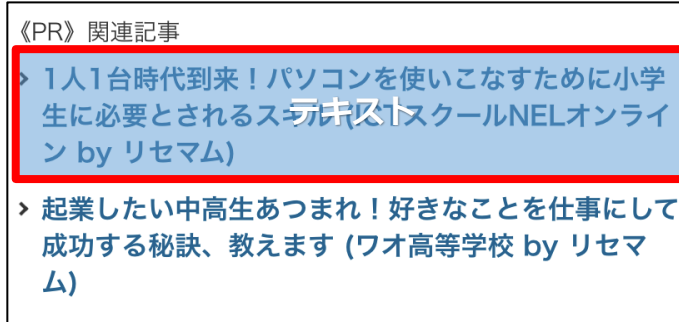 《PR》関連記事
1人1台時代到来！パソコンを使いこなすために小学
生に必要とされるスキル
テキスト
スクールNELオンライ
ン by リセマム)
起業したい中高生あつまれ！好きなことを仕事にして
成功する秘訣、教えます (ワオ高等学校 by リセマ
ム)